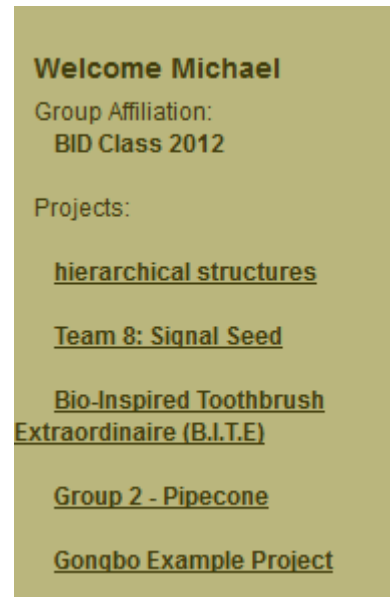 Welcome Michael
Group Affiliation:
BID Class 2012
Projects:
hierarchical structures
Team 8: Signal Seed
Bio-Inspired Toothbrush
Extraordinaire (B.I.T.E)
Group 2 - Pipecone
Gongbo Example Project